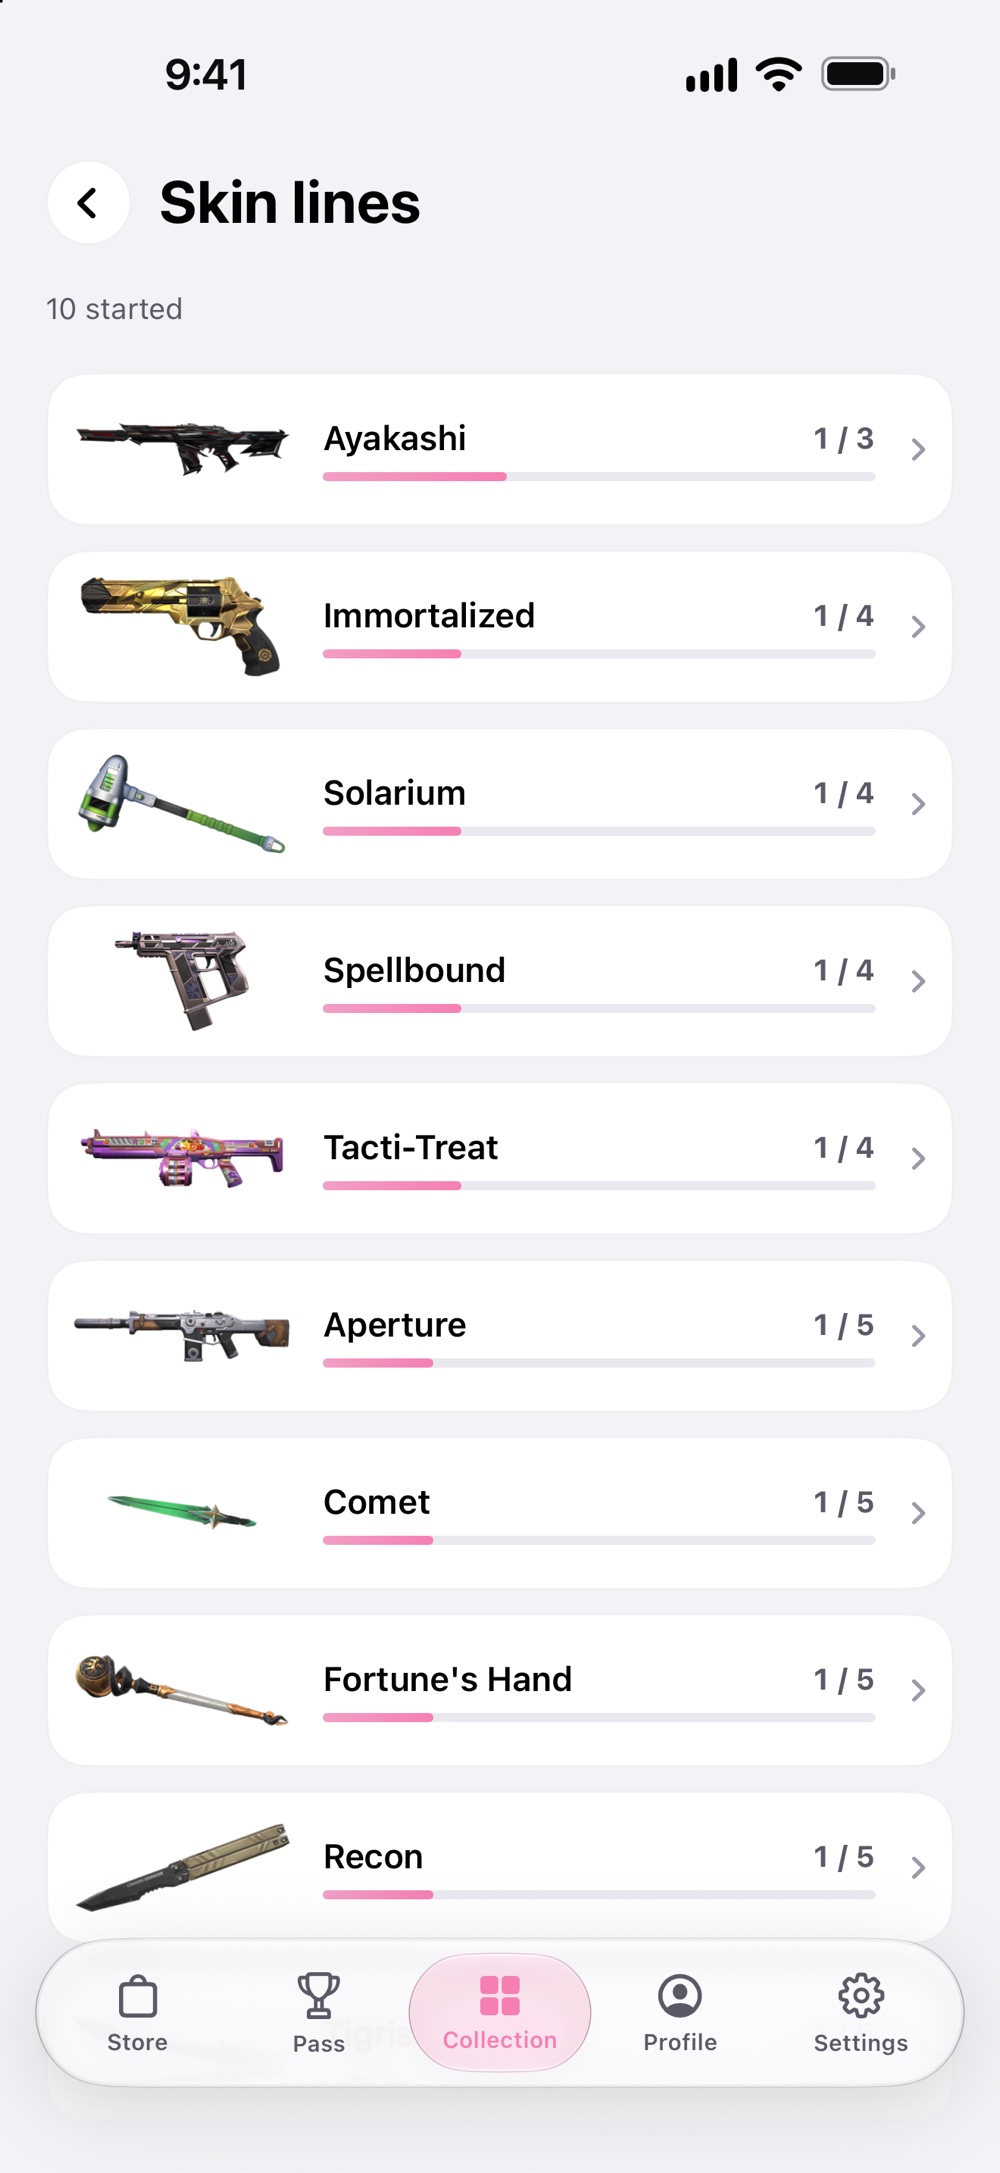 9:41
Skin lines
10 started
Ayakashi 1 / 3
Immortalized 1 / 4
Solarium 1 / 4
Spellbound 1 / 4
Tacti-Treat 1 / 4
Aperture 1 / 5
Comet 1 / 5
Fortune's Hand 1 / 5
Recon 1 / 5
Tigris
Store Pass Collection Profile Settings